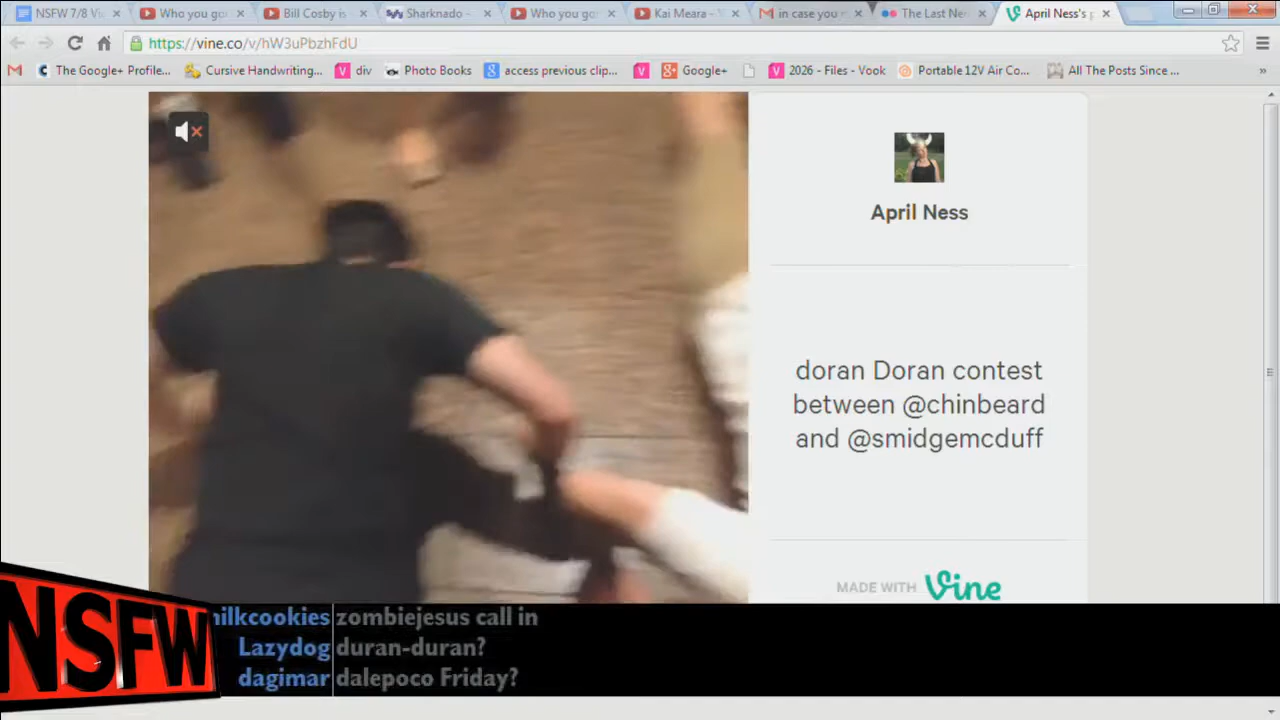 NSFW 7/8 Vi
Who you go
Bill Cosby is
Sharknado -
Who you go
Kai Meara -
in case you
The Last Ne
April Ness's p
https://vine.co/v/hW3uPbzhFdU
The Google+ Profile...
Cursive Handwriting...
div
Photo Books
access previous clip...
Google+
2026 - Files - Vook
Portable 12V Air Co...
All The Posts Since ...
»
April Ness
doran Doran contest
between @chinbeard
and @smidgemcduff
MADE WITH Vine
NSFW
ilkcookies zombiejesus call in
Lazydog duran-duran?
dagimar dalepoco Friday?